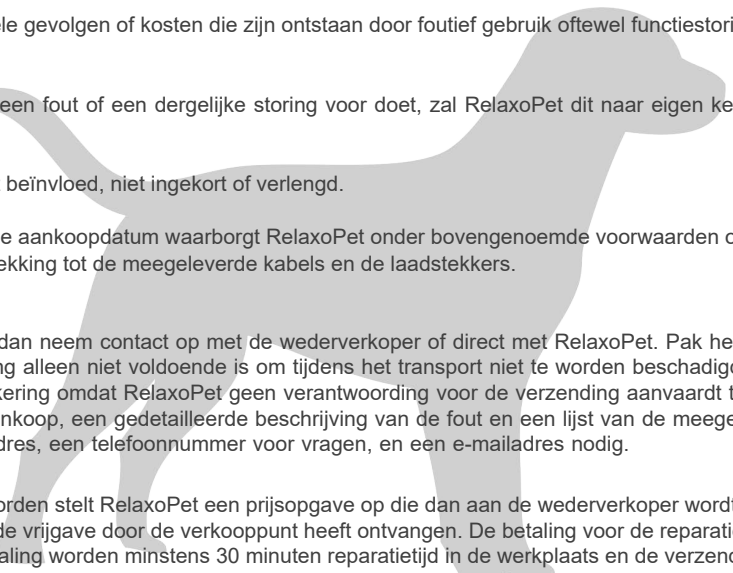 le gevolgen of kosten die zijn ontstaan door foutief gebruik oftewel functiestori
een fout of een dergelijke storing voor doet, zal RelaxoPet dit naar eigen ke
beïnvloed, niet ingekort of verlengd.
e aankoopdatum waarborgt RelaxoPet onder bovengenoemde voorwaarden o
ekking tot de meegeleverde kabels en de laadstekkers.
dan neem contact op met de wederverkoper of direct met RelaxoPet. Pak he
ng alleen niet voldoende is om tijdens het transport niet te worden beschadigd
kering omdat RelaxoPet geen verantwoording voor de verzending aanvaardt t
nkoop, een gedetailleerde beschrijving van de fout en een lijst van de meege
dres, een telefoonnummer voor vragen, en een e-mailadres nodig.
orden stelt RelaxoPet een prijsopgave op die dan aan de wederverkoper wordt
de vrijgave door de verkooppunt heeft ontvangen. De betaling voor de reparati
aling worden minstens 30 minuten reparatietijd in de werkplaats en de verzend